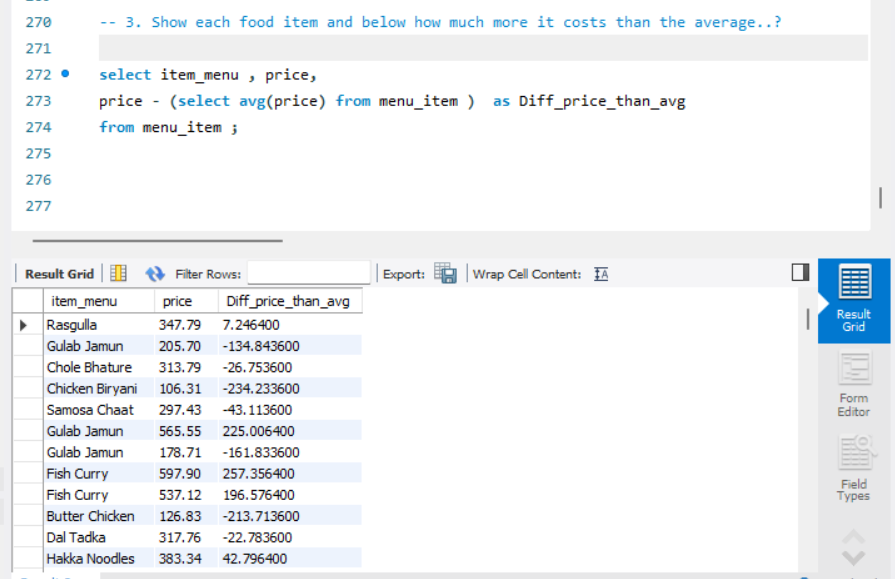 270 -- 3. Show each food item and below how much more it costs than the average..?
271
272 select item_menu , price,
273 price - (select avg(price) from menu_item ) as Diff_price_than_avg
274 from menu_item ;
275
276
277
Result Grid Filter Rows: Export: Wrap Cell Content:
item_menu price Diff_price_than_avg
Rasgulla 347.79 7.246400
Gulab Jamun 205.70 -134.843600
Chole Bhature 313.79 -26.753600
Chicken Biryani 106.31 -234.233600
Samosa Chaat 297.43 -43.113600
Gulab Jamun 565.55 225.006400
Gulab Jamun 178.71 -161.833600
Fish Curry 597.90 257.356400
Fish Curry 537.12 196.576400
Butter Chicken 126.83 -213.713600
Dal Tadka 317.76 -22.783600
Hakka Noodles 383.34 42.796400
Result
Grid
Form
Editor
Field
Types